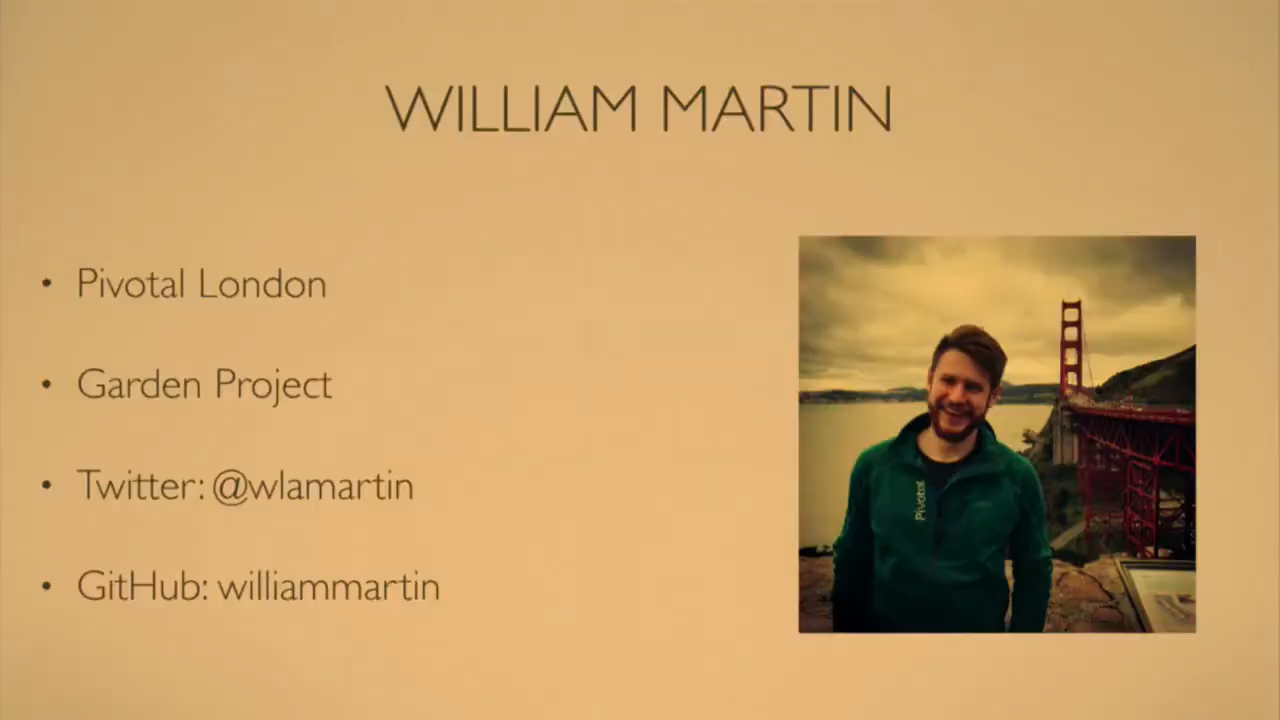 WILLIAM MARTIN
• Pivotal London
• Garden Project
• Twitter: @wlamartin
• GitHub: williammartin
Pivotal